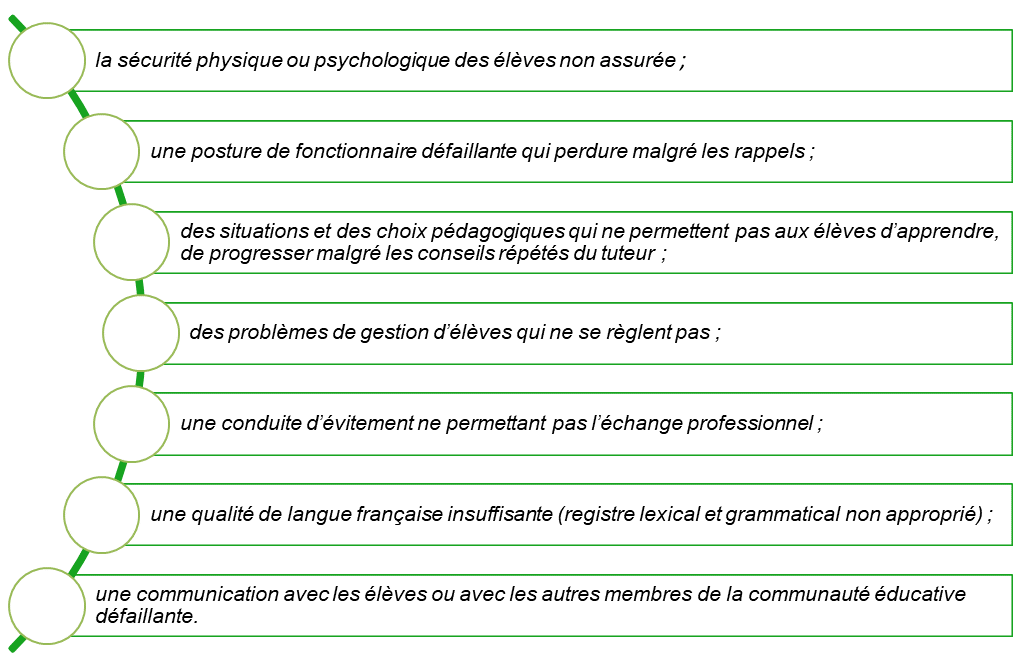 la sécurité physique ou psychologique des élèves non assurée ;
une posture de fonctionnaire défaillante qui perdure malgré les rappels ;
des situations et des choix pédagogiques qui ne permettent pas aux élèves d’apprendre,
de progresser malgré les conseils répétés du tuteur ;
des problèmes de gestion d’élèves qui ne se règlent pas ;
une conduite d’évitement ne permettant pas l’échange professionnel ;
une qualité de langue française insuffisante (registre lexical et grammatical non approprié) ;
une communication avec les élèves ou avec les autres membres de la communauté éducative
défaillante.